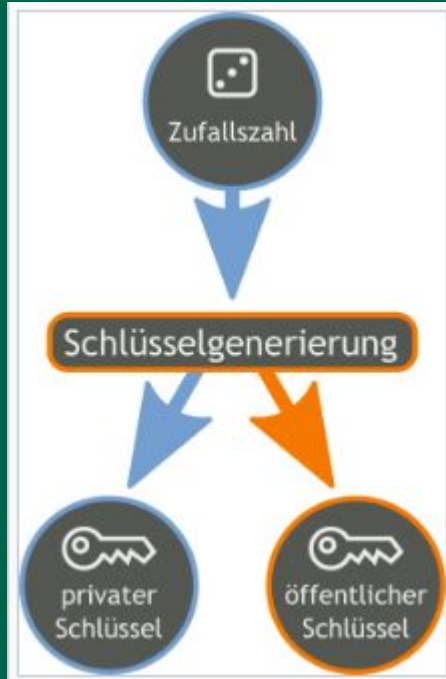 Zufallszahl
Schlüsselgenerierung
privater
Schlüssel
öffentlicher
Schlüssel